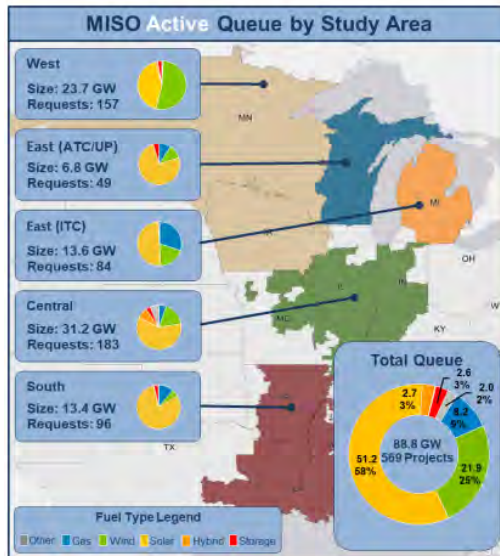 MISO Active Queue by Study Area
West
Size: 23.7 GW
Requests: 157
East (ATC/UP)
Size: 6.8 GW
Requests: 49
East (ITC)
Size: 13.6 GW
Requests: 84
Central
Size: 31.2 GW
Requests: 183
South
Size: 13.4 GW
Requests: 96
MN
MI
OH
IN
MO
KY
W
TX
Total Queue
2.6
3%
2.0
2%
2.7
3%
8.2
9%
51.2
58%
88.8 GW
569 Projects
21.9
25%
Fuel Type Legend
Other
Gas
Wind
Solar
Hybrid
Storage